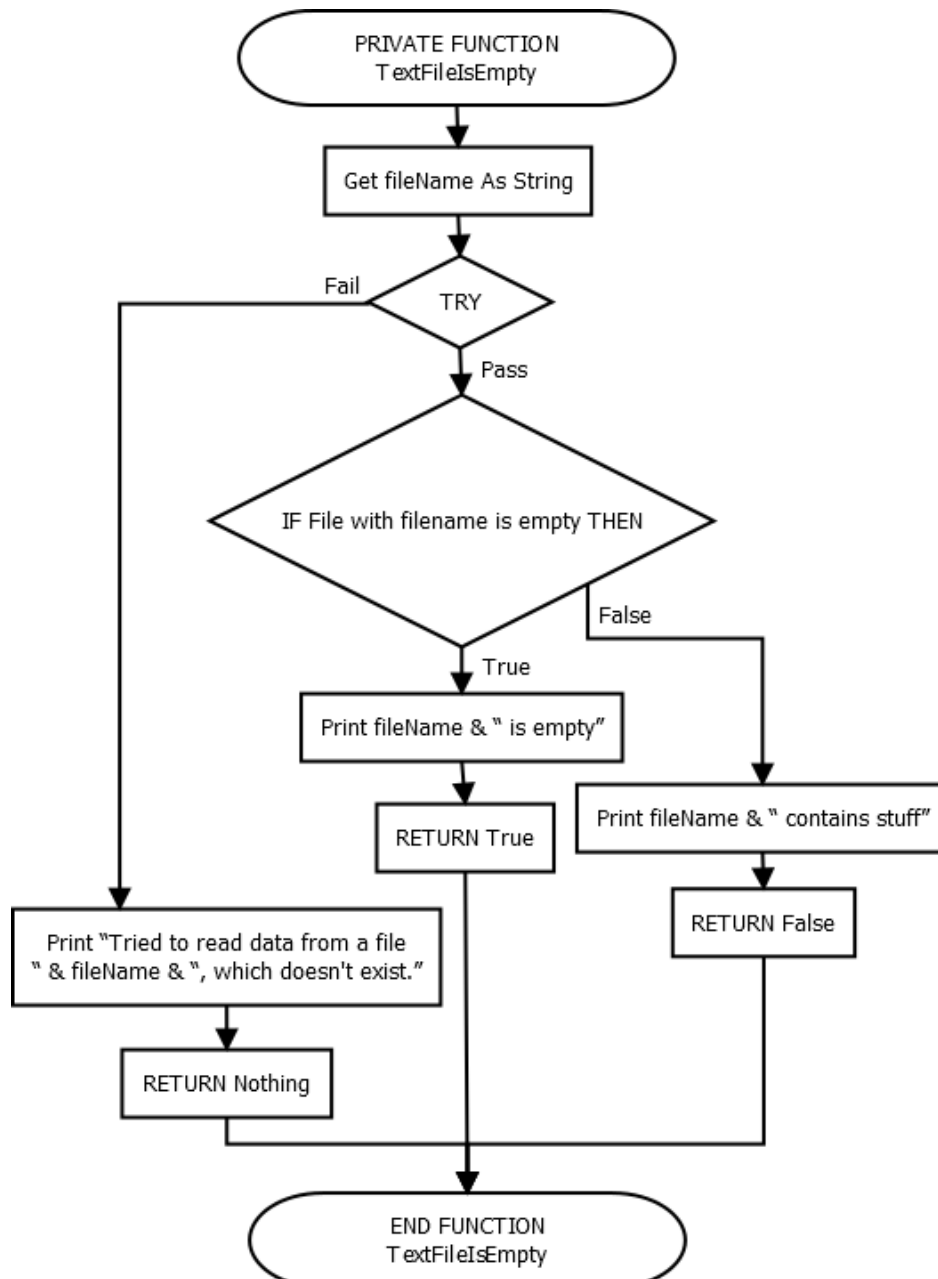 PRIVATE FUNCTION
TextFileIsEmpty
Get fileName As String
Fail
TRY
Pass
IF File with filename is empty THEN
False
True
Print fileName & “ is empty”
Print fileName & “ contains stuff”
RETURN True
RETURN False
Print “Tried to read data from a file
“ & fileName & “, which doesn't exist.”
RETURN Nothing
END FUNCTION
TextFileIsEmpty